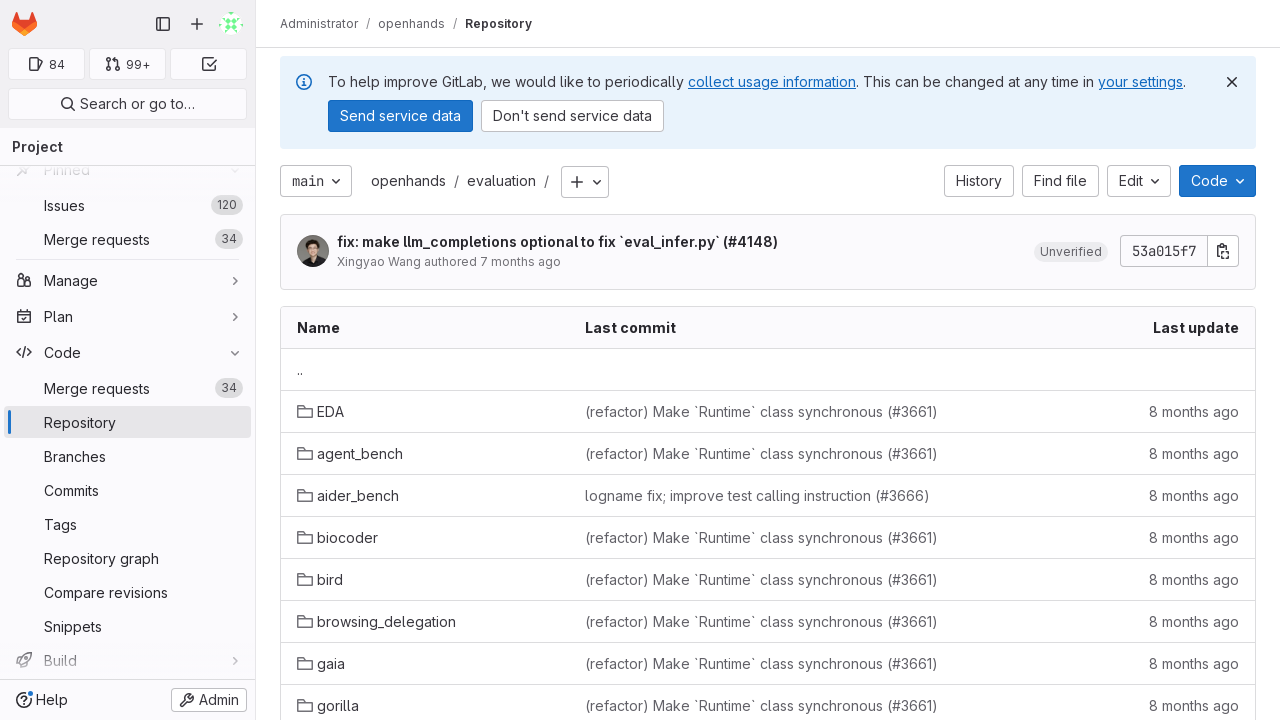 Administrator / openhands / Repository
84
99+
Search or go to…
Project
Pinned
Issues 120
Merge requests 34
Manage
Plan
Code
Merge requests 34
Repository
Branches
Commits
Tags
Repository graph
Compare revisions
Snippets
Build
Help
Admin
To help improve GitLab, we would like to periodically collect usage information. This can be changed at any time in your settings.
Send service data Don't send service data
main openhands / evaluation / History Find file Edit Code
fix: make llm_completions optional to fix `eval_infer.py` (#4148)
Xingyao Wang authored 7 months ago
Unverified 53a015f7
Name Last commit Last update
..
EDA (refactor) Make `Runtime` class synchronous (#3661) 8 months ago
agent_bench (refactor) Make `Runtime` class synchronous (#3661) 8 months ago
aider_bench logname fix; improve test calling instruction (#3666) 8 months ago
biocoder (refactor) Make `Runtime` class synchronous (#3661) 8 months ago
bird (refactor) Make `Runtime` class synchronous (#3661) 8 months ago
browsing_delegation (refactor) Make `Runtime` class synchronous (#3661) 8 months ago
gaia (refactor) Make `Runtime` class synchronous (#3661) 8 months ago
gorilla (refactor) Make `Runtime` class synchronous (#3661) 8 months ago